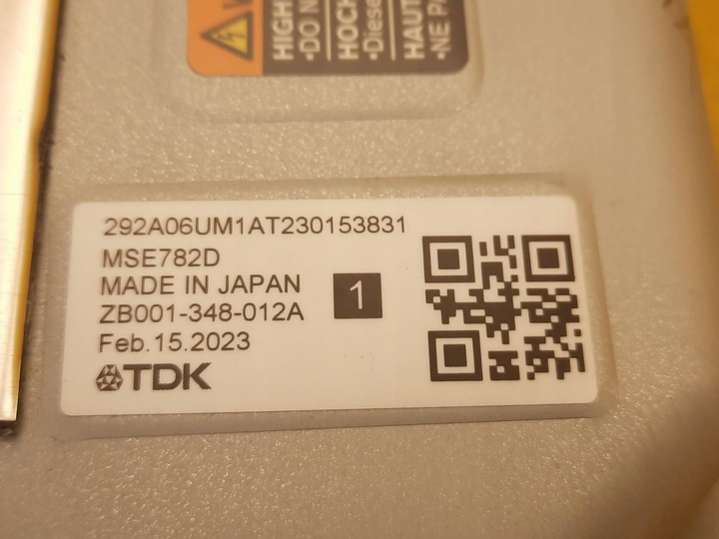 HIGH
•DO N
HOCH
•Diese
HAUT
•NE PA
292A06UM1AT230153831
MSE782D
MADE IN JAPAN
1
ZB001-348-012A
Feb.15.2023
TDK